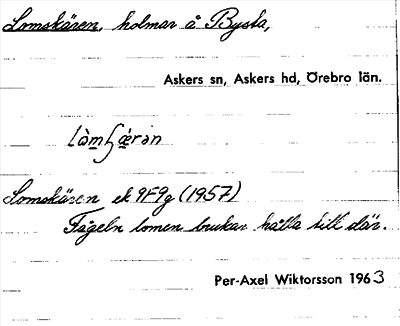 Lomskären, holmar å Bysta,
Askers sn, Askers hd, Örebro län.
Lomskären ek 9F9g (1957)
Fågeln lomen brukar hålla till där.
Per-Axel Wiktorsson 1963